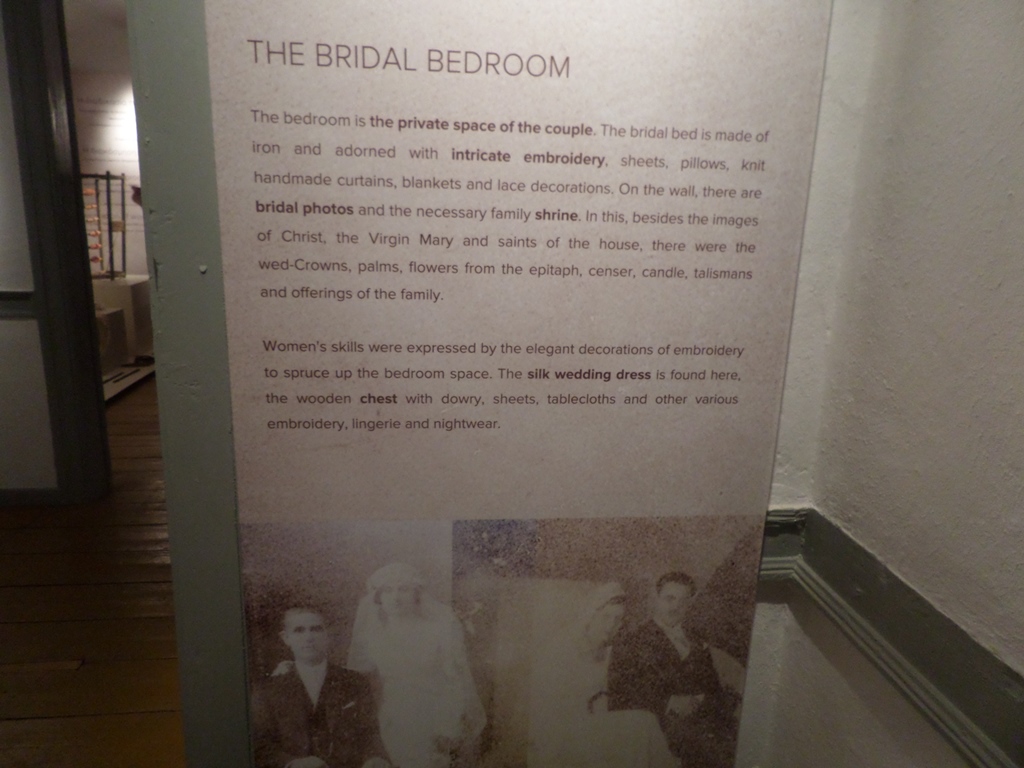 THE BRIDAL BEDROOM
The bedroom is the private space of the couple. The bridal bed is made of
iron and adorned with intricate embroidery, sheets, pillows, knit
handmade curtains, blankets and lace decorations. On the wall, there are
bridal photos and the necessary family shrine. In this, besides the images
of Christ, the Virgin Mary and saints of the house, there were the
wed-Crowns, palms, flowers from the epitaph, censer, candle, talismans
and offerings of the family.
Women's skills were expressed by the elegant decorations of embroidery
to spruce up the bedroom space. The silk wedding dress is found here,
the wooden chest with dowry, sheets, tablecloths and other various
embroidery, lingerie and nightwear.